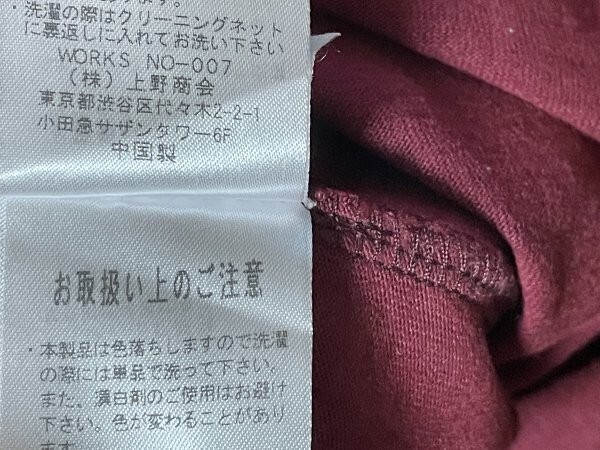 ・洗濯の際はクリーニングネット
に裏返しに入れてお洗い下さい
WORKS NO-007
(株)上野商会
東京都渋谷区代々木2-2-1
小田急サザンタワー6F
中国製
お取扱い上のご注意
・本製品は色落ちしますので洗濯
の際には単品で洗って下さい。
また、漂白剤のご使用はお避け
下さい。色が変わることがあり
ます